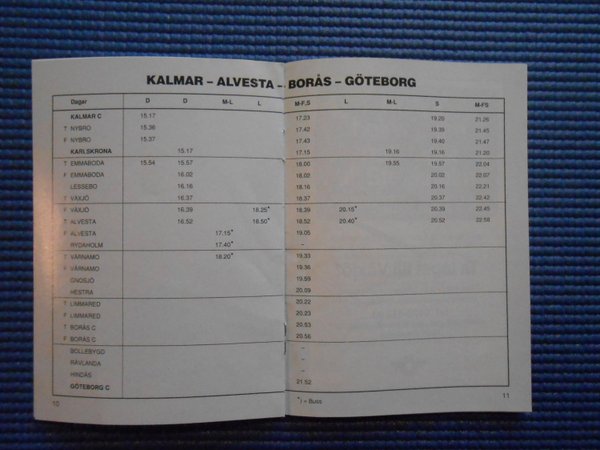 KALMAR – ALVESTA – BORÅS – GÖTEBORG
Dagar D D M-L L M-F,S L M-L S M-FS
KALMAR C 15.17 17.23 19.20 21.26
T NYBRO 15.36 17.42 19.39 21.45
F NYBRO 15.37 17.43 19.40 21.47
KARLSKRONA 15.17 17.15 19.16 19.16 21.20
T EMMABODA 15.54 15.57 18.00 19.55 19.57 22.04
F EMMABODA 16.02 18.02 20.02 22.07
LESSEBO 16.16 18.16 20.16 22.21
T VÄXJÖ 16.37 18.37 20.37 22.42
F VÄXJÖ 16.39 18.25* 18.39 20.15* 20.39 22.45
T ALVESTA 16.52 18.50* 18.52 20.40* 20.52 22.58
F ALVESTA 17.15* 19.05
RYDAHOLM 17.40* –
T VÄRNAMO 18.20* 19.33
F VÄRNAMO 19.36
GNOSJÖ 19.59
HESTRA 20.09
T LIMMARED 20.22
F LIMMARED 20.23
T BORÅS C 20.53
F BORÅS C 20.56
BOLLEBYGD –
RÄVLANDA –
HINDÅS –
GÖTEBORG C 21.52
*) = Buss
10
11